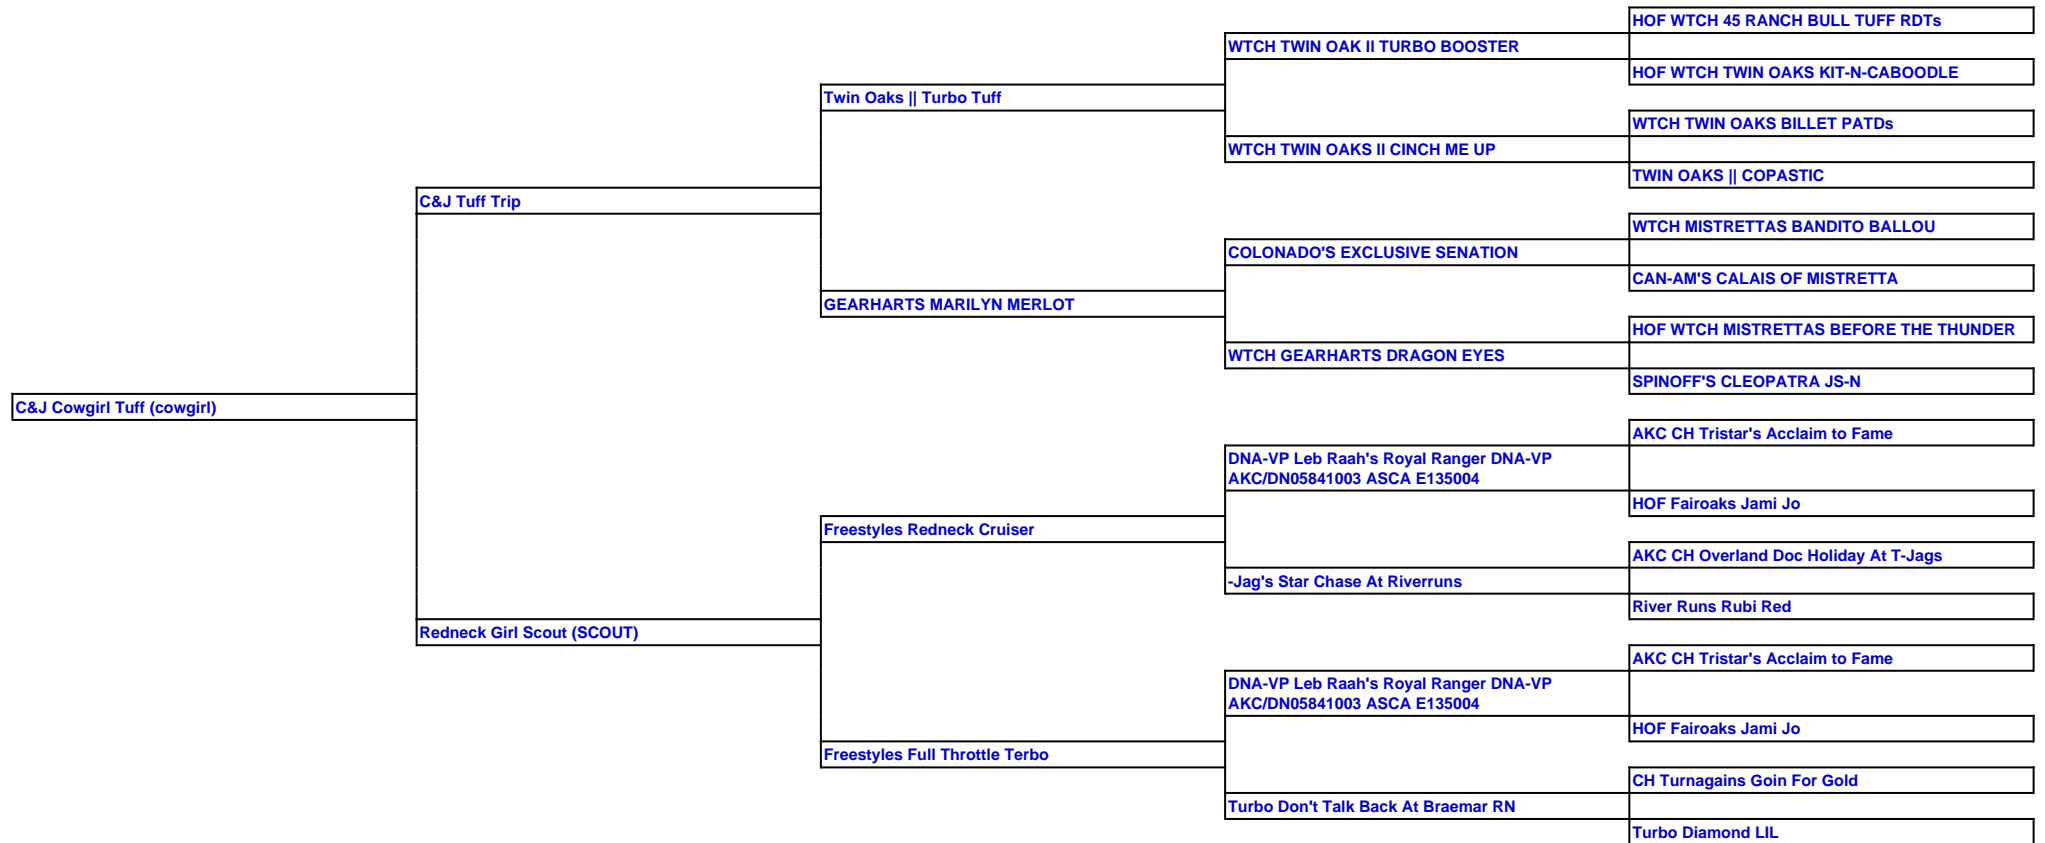 HOF WTCH 45 RANCH BULL TUFF RDTs
WTCH TWIN OAK II TURBO BOOSTER
HOF WTCH TWIN OAKS KIT-N-CABOODLE
Twin Oaks || Turbo Tuff
WTCH TWIN OAKS BILLET PATDs
WTCH TWIN OAKS II CINCH ME UP
TWIN OAKS || COPASTIC
C&J Tuff Trip
WTCH MISTRETTAS BANDITO BALLOU
COLONADO'S EXCLUSIVE SENATION
CAN-AM'S CALAIS OF MISTRETTA
GEARHARTS MARILYN MERLOT
HOF WTCH MISTRETTAS BEFORE THE THUNDER
WTCH GEARHARTS DRAGON EYES
SPINOFF'S CLEOPATRA JS-N
C&J Cowgirl Tuff (cowgirl)
AKC CH Tristar's Acclaim to Fame
DNA-VP Leb Raah's Royal Ranger DNA-VP
AKC/DN05841003 ASCA E135004
HOF Fairoaks Jami Jo
Freestyles Redneck Cruiser
AKC CH Overland Doc Holiday At T-Jags
-Jag's Star Chase At Riverruns
River Runs Rubi Red
Redneck Girl Scout (SCOUT)
AKC CH Tristar's Acclaim to Fame
DNA-VP Leb Raah's Royal Ranger DNA-VP
AKC/DN05841003 ASCA E135004
HOF Fairoaks Jami Jo
Freestyles Full Throttle Terbo
CH Turnagains Goin For Gold
Turbo Don't Talk Back At Braemar RN
Turbo Diamond LIL